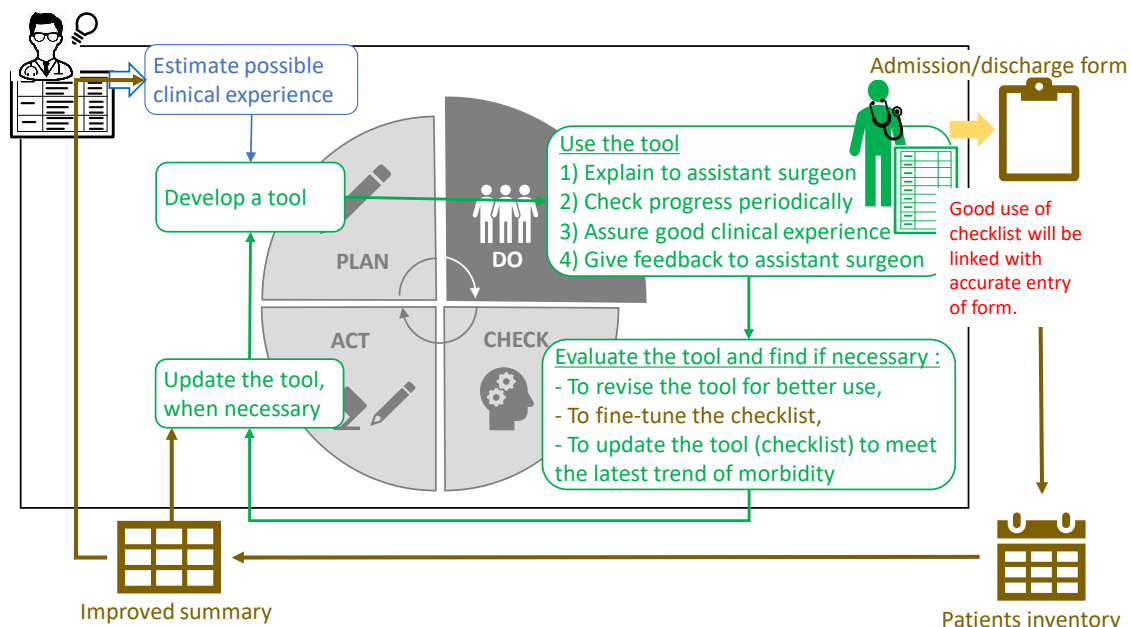 Estimate possible
clinical experience
Admission/discharge form
Develop a tool
Use the tool
1) Explain to assistant surgeon
2) Check progress periodically
3) Assure good clinical experience
4) Give feedback to assistant surgeon
Good use of
checklist will be
linked with
accurate entry
of form.
PLAN
DO
ACT
CHECK
Update the tool,
when necessary
Evaluate the tool and find if necessary :
- To revise the tool for better use,
- To fine-tune the checklist,
- To update the tool (checklist) to meet
the latest trend of morbidity
Improved summary
Patients inventory